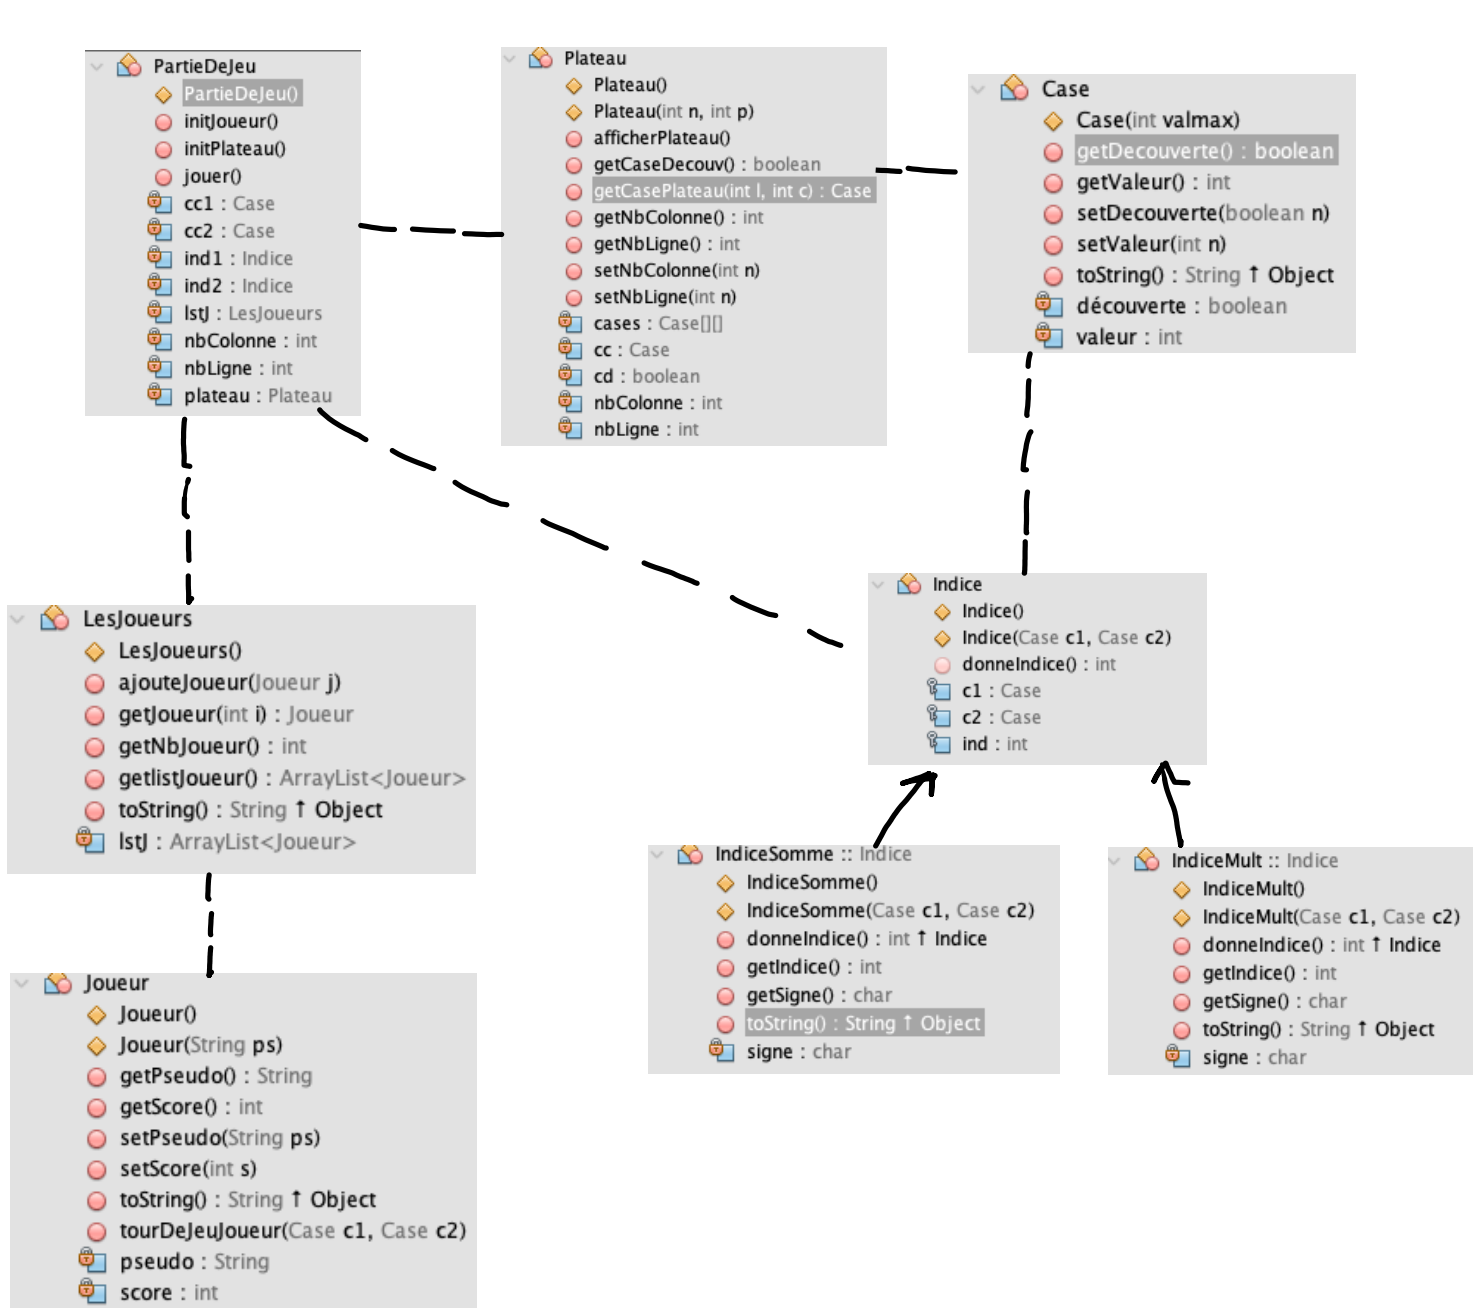 PartieDeJeu
PartieDeJeu()
initJoueur()
initPlateau()
jouer()
cc1 : Case
cc2 : Case
ind1 : Indice
ind2 : Indice
lstJ : LesJoueurs
nbColonne : int
nbLigne : int
plateau : Plateau
Plateau
Plateau()
Plateau(int n, int p)
afficherPlateau()
getCaseDecouv() : boolean
getCasePlateau(int l, int c) : Case
getNbColonne() : int
getNbLigne() : int
setNbColonne(int n)
setNbLigne(int n)
cases : Case[][]
cc : Case
cd : boolean
nbColonne : int
nbLigne : int
Case
Case(int valmax)
getDecouverte() : boolean
getValeur() : int
setDecouverte(boolean n)
setValeur(int n)
toString() : String ↑ Object
découverte : boolean
valeur : int
LesJoueurs
LesJoueurs()
ajouteJoueur(Joueur j)
getJoueur(int i) : Joueur
getNbJoueur() : int
getlistJoueur() : ArrayList<Joueur>
toString() : String ↑ Object
lstJ : ArrayList<Joueur>
Indice
Indice()
Indice(Case c1, Case c2)
donneIndice() : int
c1 : Case
c2 : Case
ind : int
IndiceSomme :: Indice
IndiceSomme()
IndiceSomme(Case c1, Case c2)
donneIndice() : int ↑ Indice
getIndice() : int
getSigne() : char
toString() : String ↑ Object
signe : char
IndiceMult :: Indice
IndiceMult()
IndiceMult(Case c1, Case c2)
donneIndice() : int ↑ Indice
getIndice() : int
getSigne() : char
toString() : String ↑ Object
signe : char
Joueur
Joueur()
Joueur(String ps)
getPseudo() : String
getScore() : int
setPseudo(String ps)
setScore(int s)
toString() : String ↑ Object
tourDeJeuJoueur(Case c1, Case c2)
pseudo : String
score : int